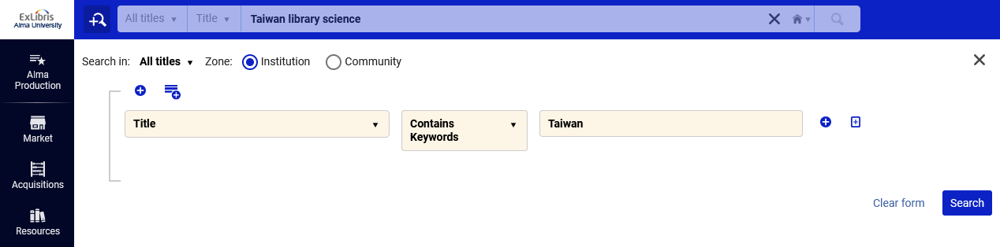 ExLibris
Alma University
All titles Title Taiwan library science
Search in: All titles Zone: Institution Community
Alma
Production
Title Contains Keywords Taiwan
Market
Acquisitions
Clear form Search
Resources